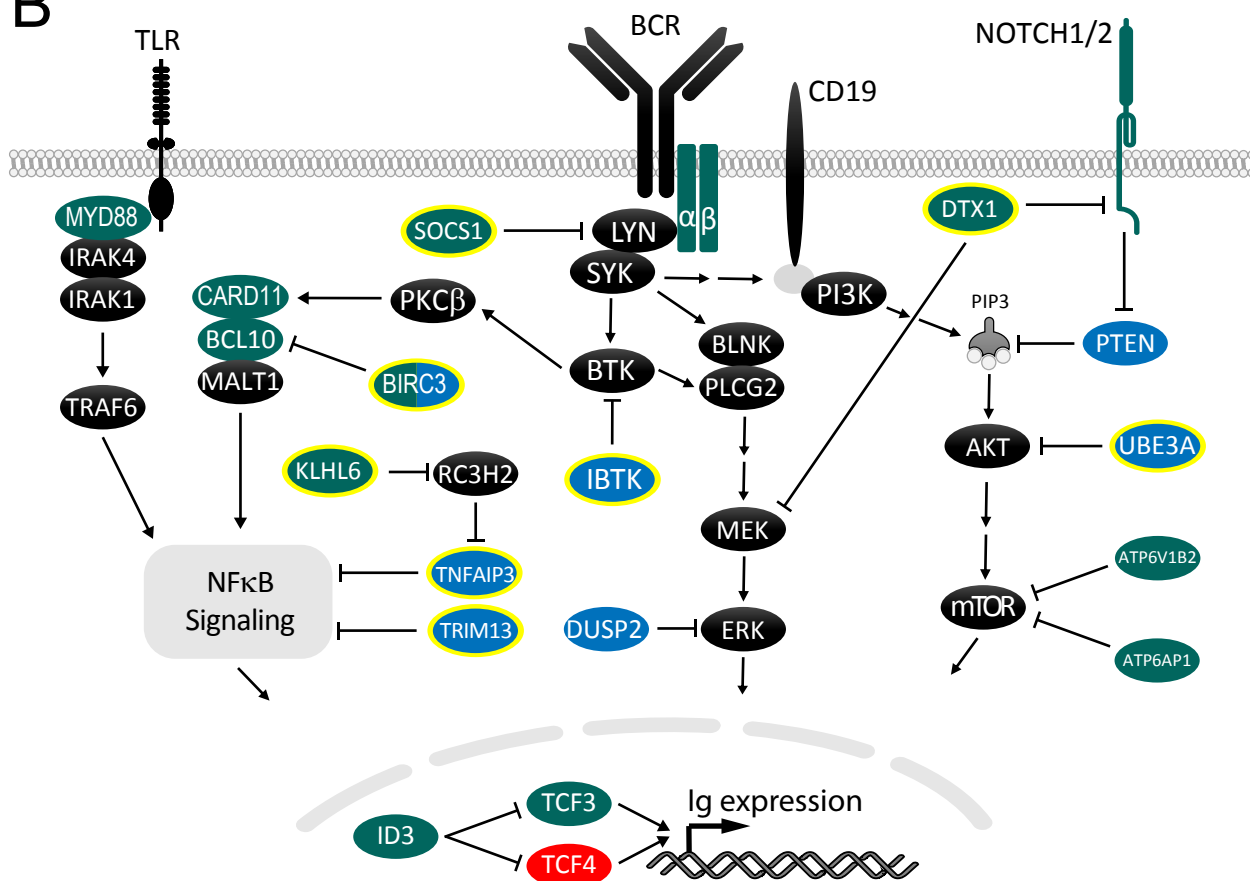 B
TLR
BCR
NOTCH1/2
CD19
MYD88
IRAK4
IRAK1
TRAF6
SOCS1
LYN
α
β
SYK
DTX1
CARD11
BCL10
MALT1
PKCβ
BIRC3
BTK
BLNK
PLCG2
PI3K
PIP3
PTEN
KLHL6
RC3H2
IBTK
AKT
UBE3A
MEK
NFκB
Signaling
TNFAIP3
TRIM13
DUSP2
ERK
mTOR
ATP6V1B2
ATP6AP1
ID3
TCF3
TCF4
Ig expression